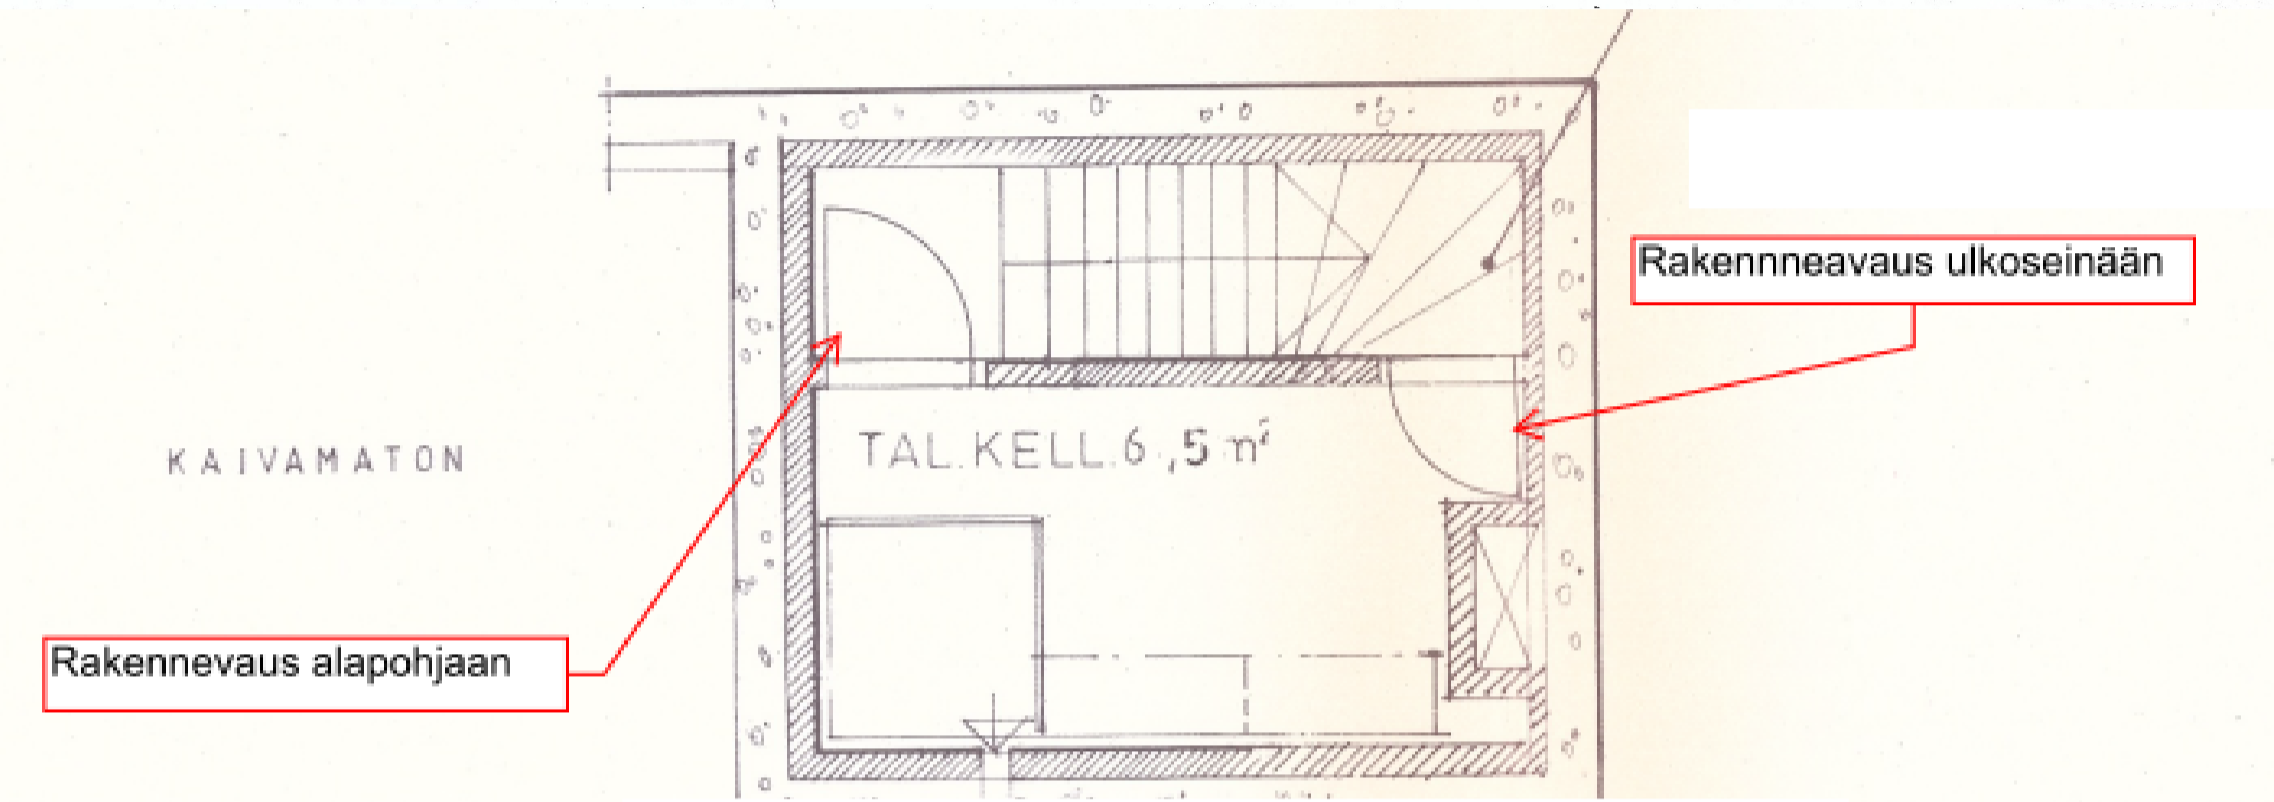 Rakennneavaus ulkoseinään
TAL.KELL.6,5 m²
KAIVAMATON
Rakennevaus alapohjaan